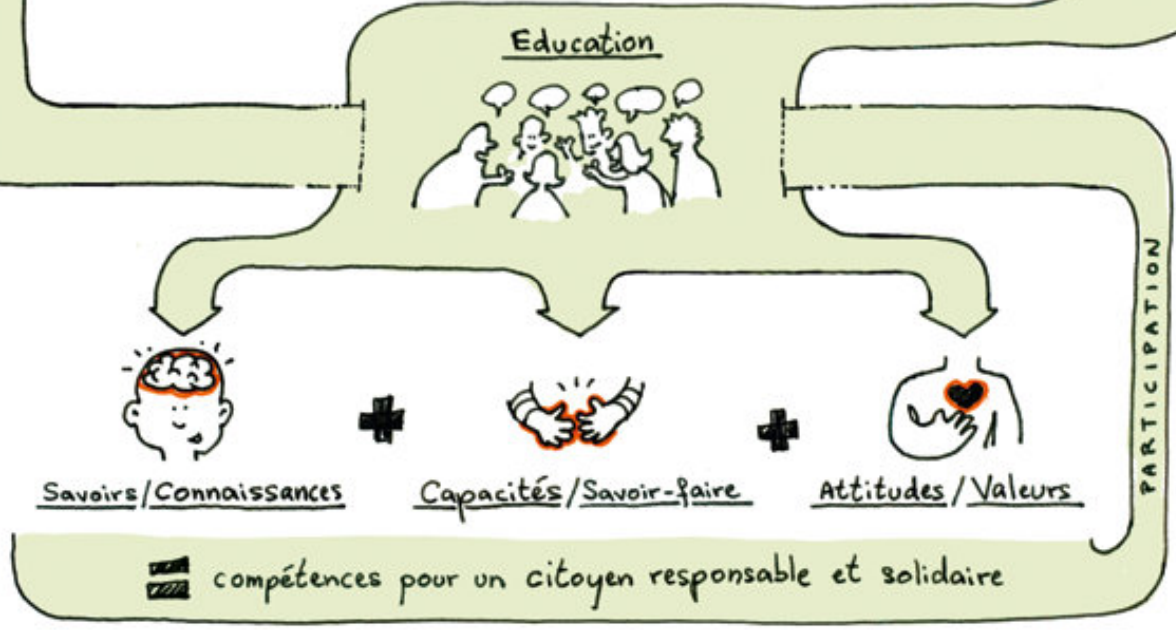 Education
PARTICIPATION
Savoirs/Connaissances
Capacités/Savoir-faire
Attitudes/Valeurs
compétences pour un citoyen responsable et solidaire